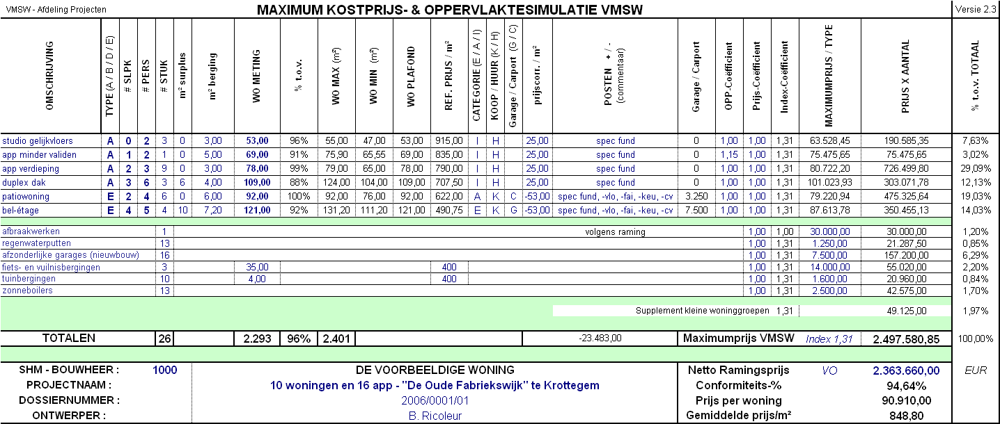 VMSW - Afdeling Projecten MAXIMUM KOSTPRIJS- & OPPERVLAKTESIMULATIE VMSW Versie 2.3
OMSCHRIJVING TYPE (A / B / D / E) # SLPK # PERS # STUK m² surplus m² berging WO METING % t.o.v. WO MAX (m²) WO MIN (m²) WO PLAFOND REF. PRIJS / m² CATEGORIE (E / A / I) KOOP / HUUR (K / H) Garage / Carport (G / C) prijscorr. / m² POSTEN + / - (commentaar) Garage / Carport OPP-Coëfficient Prijs-Coëfficient Index-Coëfficient MAXIMUMPRIJS / TYPE PRIJS X AANTAL % t.o.v. TOTAAL
studio gelijkvloers A 0 2 3 0 3,00 53,00 96% 55,00 47,00 53,00 915,00 I H 25,00 spec fund 0 1,00 1,00 1,31 63.528,45 190.585,35 7,63%
app minder validen A 1 2 1 0 5,00 69,00 91% 75,90 65,55 69,00 835,00 I H 25,00 spec fund 0 1,15 1,00 1,31 75.475,65 75.475,65 3,02%
app verdieping A 2 3 9 0 3,00 78,00 99% 79,00 65,00 78,00 790,00 I H 25,00 spec fund 0 1,00 1,00 1,31 80.722,20 726.499,80 29,09%
duplex dak A 3 6 3 6 4,00 109,00 88% 124,00 104,00 109,00 707,50 I H 25,00 spec fund 0 1,00 1,00 1,31 101.023,93 303.071,78 12,13%
patiowoning E 2 4 6 0 6,00 92,00 100% 92,00 76,00 92,00 622,00 A K C -53,00 spec fund, -vlo, -fai, -keu, -cv 3.250 1,00 1,00 1,31 79.220,94 475.325,64 19,03%
bel-étage E 4 5 4 10 7,20 121,00 92% 131,20 111,20 121,00 490,75 E K G -53,00 spec fund, -vlo, -fai, -keu, -cv 7.500 1,00 1,00 1,31 87.613,78 350.455,13 14,03%
afbraakwerken 1 volgens raming 1,00 1,00 30.000,00 30.000,00 1,20%
regenwaterputten 13 1,00 1,31 1.250,00 21.287,50 0,85%
afzonderlijke garages (nieuwbouw) 16 1,00 1,31 7.500,00 157.200,00 6,29%
fiets- en vuilnisbergingen 3 35,00 400 1,00 1,31 14.000,00 55.020,00 2,20%
tuinbergingen 10 4,00 400 1,00 1,31 1.600,00 20.960,00 0,84%
zonneboilers 13 1,00 1,31 2.500,00 42.575,00 1,70%
Supplement kleine woninggroepen 1,31 49.125,00 1,97%
TOTALEN 26 2.293 96% 2.401 -23.483,00 Maximumprijs VMSW Index 1,31 2.497.580,85 100,00%
SHM - BOUWHEER : 1000 DE VOORBEELDIGE WONING Netto Ramingsprijs VO 2.363.660,00 EUR
PROJECTNAAM : 10 woningen en 16 app - "De Oude Fabriekswijk" te Krottegem Conformiteits-% 94,64%
DOSSIERNUMMER : 2006/0001/01 Prijs per woning 90.910,00
ONTWERPER : B. Ricoleur Gemiddelde prijs/m² 848,80